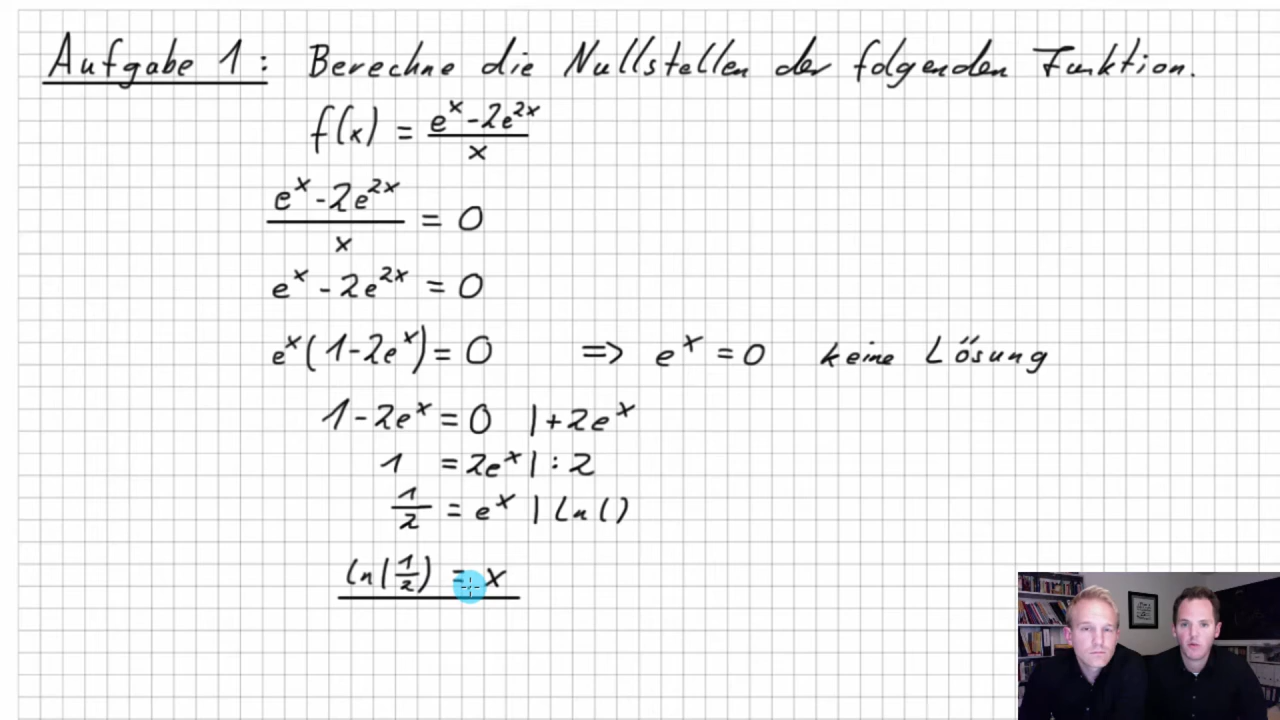 Aufgabe 1: Berechne die Nullstellen der folgenden Funktion.
f(x) = (e^x - 2e^{2x})/x
(e^x - 2e^{2x})/x = 0
e^x - 2e^{2x} = 0
e^x(1-2e^x) = 0 => e^x = 0 keine Lösung
1 - 2e^x = 0 | +2e^x
1 = 2e^x | : 2
1/2 = e^x | ln()
ln(1/2) = x